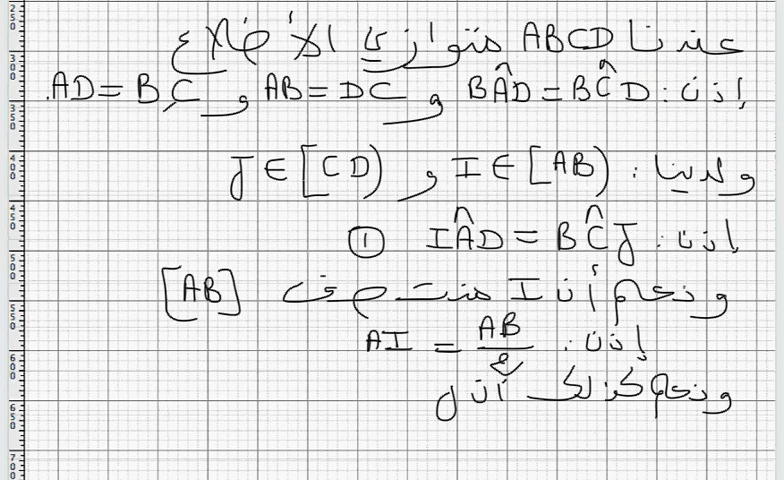 عندنا ABCD متوازي الأضلاع
إذن: BÂD = BĈD و AB = DC و AD = BC.
ولدينا: I ∈ [AB) و J ∈ [CD)
إذن: IÂD = BĈJ ①
ونعلم أن I منتصف [AB]
إذن: AI = AB/2
ونعلم كذلك أن J